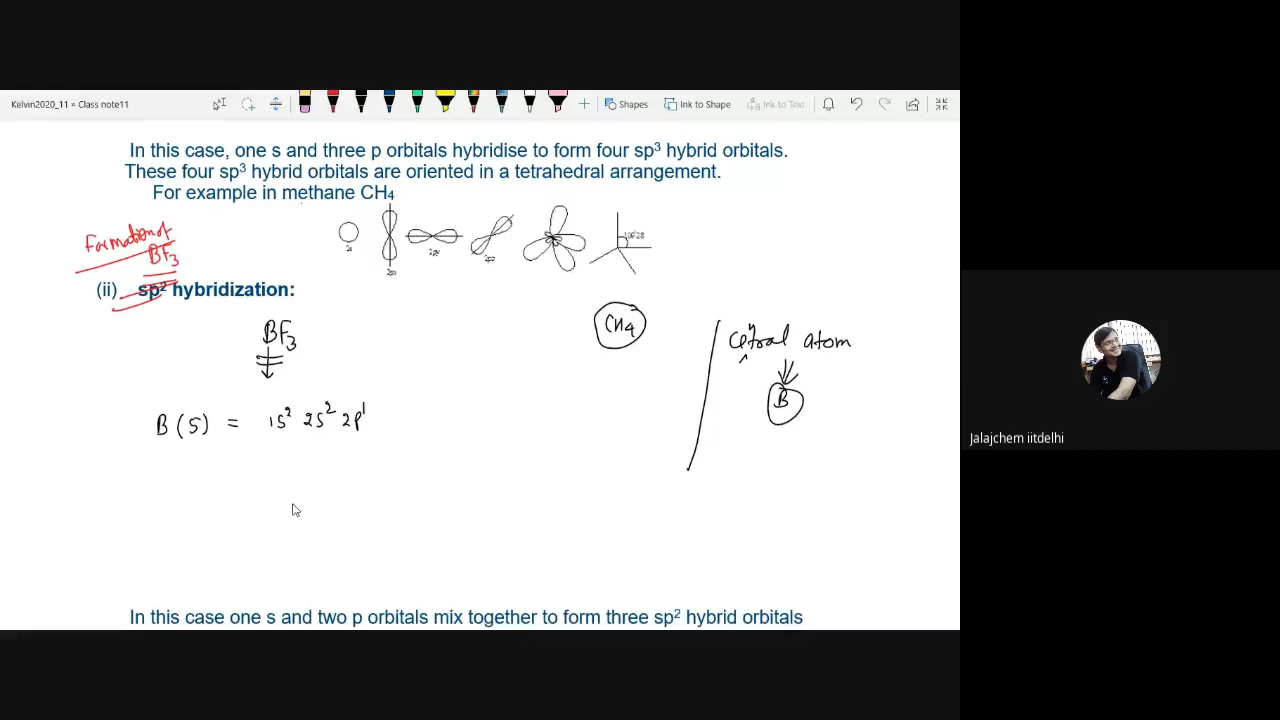 Kelvin2020_11 » Class note11
Shapes
Ink to Shape
Ink to Text
In this case, one s and three p orbitals hybridise to form four sp³ hybrid orbitals.
These four sp³ hybrid orbitals are oriented in a tetrahedral arrangement.
For example in methane CH₄
Formation of
BF₃
(ii) sp² hybridization:
BF₃
CH₄
Cetral atom
n
B
B(5) = 1s² 2s² 2p¹
Jalajchem iitdelhi
In this case one s and two p orbitals mix together to form three sp² hybrid orbitals